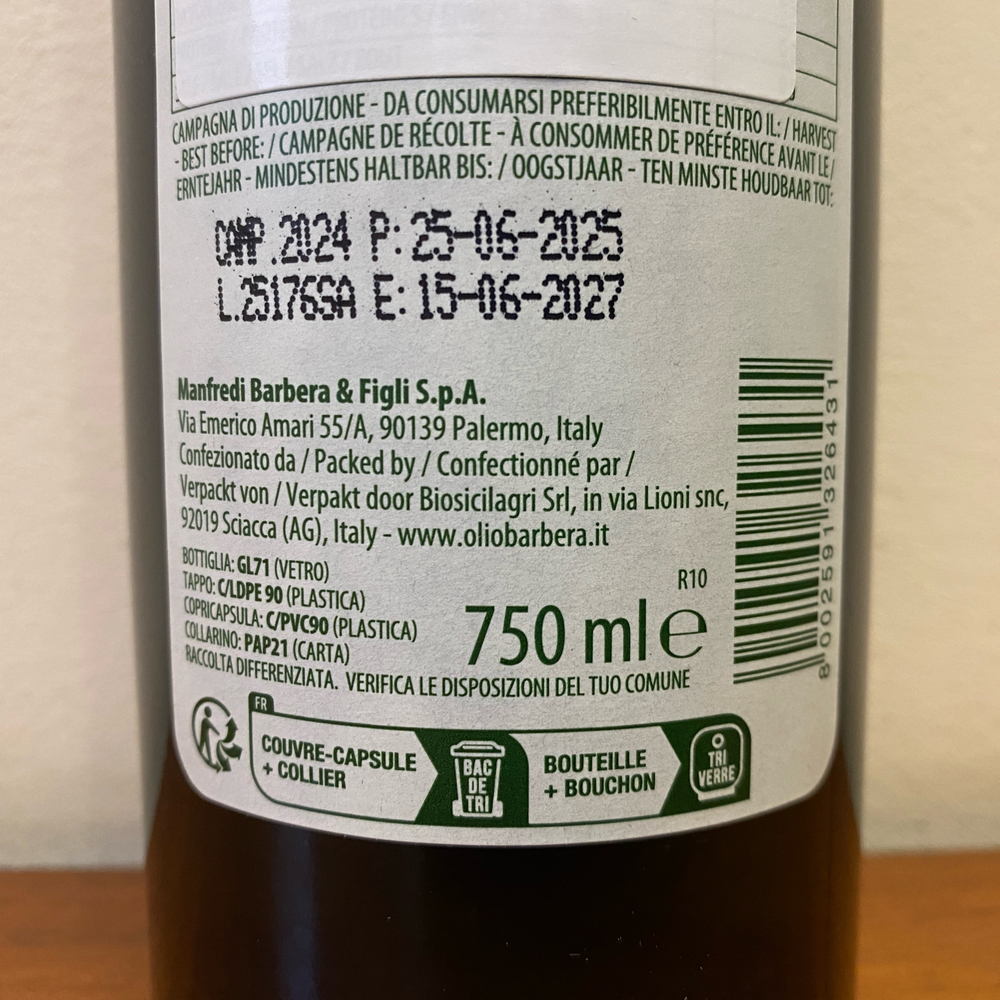 CAMPAGNA DI PRODUZIONE - DA CONSUMARSI PREFERIBILMENTE ENTRO IL: / HARVEST
- BEST BEFORE: / CAMPAGNE DE RÉCOLTE - À CONSOMMER DE PRÉFÉRENCE AVANT LE /
ERNTEJAHR - MINDESTENS HALTBAR BIS: / OOGSTJAAR - TEN MINSTE HOUDBAAR TOT:
CAMP.2024 P: 25-06-2025
L.25176SA E: 15-06-2027
Manfredi Barbera & Figli S.p.A.
Via Emerico Amari 55/A, 90139 Palermo, Italy
Confezionato da / Packed by / Confectionné par /
Verpackt von / Verpakt door Biosicilagri Srl, in via Lioni snc,
92019 Sciacca (AG), Italy - www.oliobarbera.it
BOTTIGLIA: GL71 (VETRO)
TAPPO: C/LDPE 90 (PLASTICA)
COPRICAPSULA: C/PVC90 (PLASTICA)
COLLARINO: PAP21 (CARTA)
RACCOLTA DIFFERENZIATA. VERIFICA LE DISPOSIZIONI DEL TUO COMUNE
R10
750 ml e
8 002591 326431
FR
COUVRE-CAPSULE
+ COLLIER
BAC
DE
TRI
BOUTEILLE
+ BOUCHON
TRI
VERRE